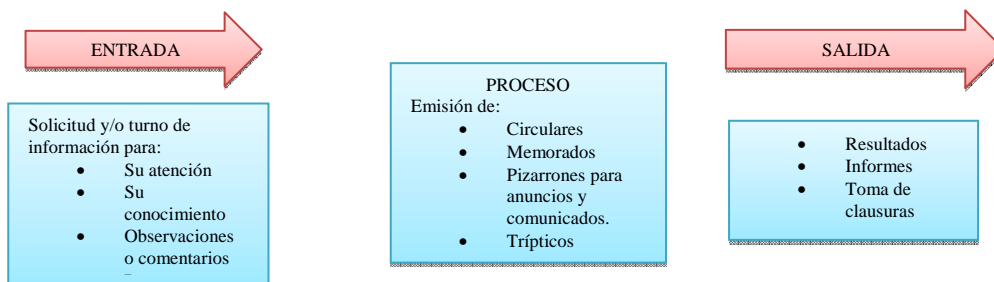 ENTRADA
Solicitud y/o turno de
información para:
• Su atención
• Su
conocimiento
• Observaciones
o comentarios
PROCESO
Emisión de:
• Circulares
• Memorados
• Pizarrones para
anuncios y
comunicados.
• Trípticos
SALIDA
• Resultados
• Informes
• Toma de
clausuras